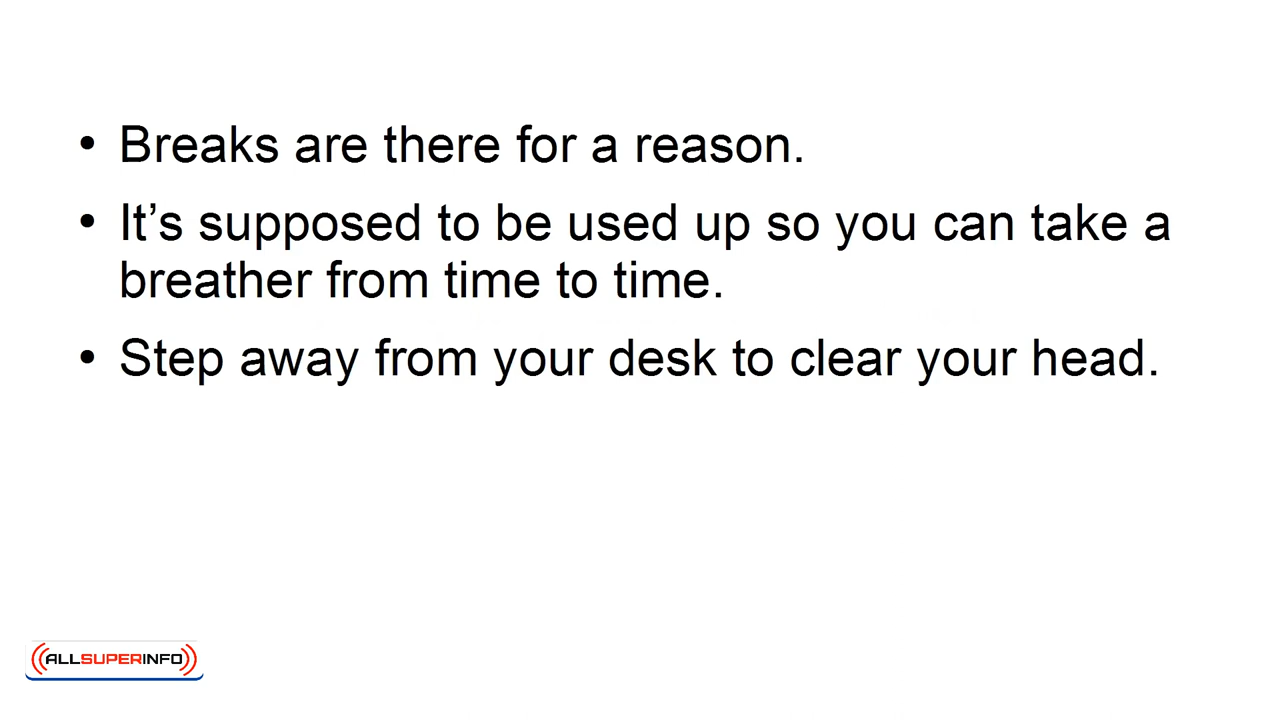 • Breaks are there for a reason.
• It’s supposed to be used up so you can take a
breather from time to time.
• Step away from your desk to clear your head.
ALLSUPERINFO